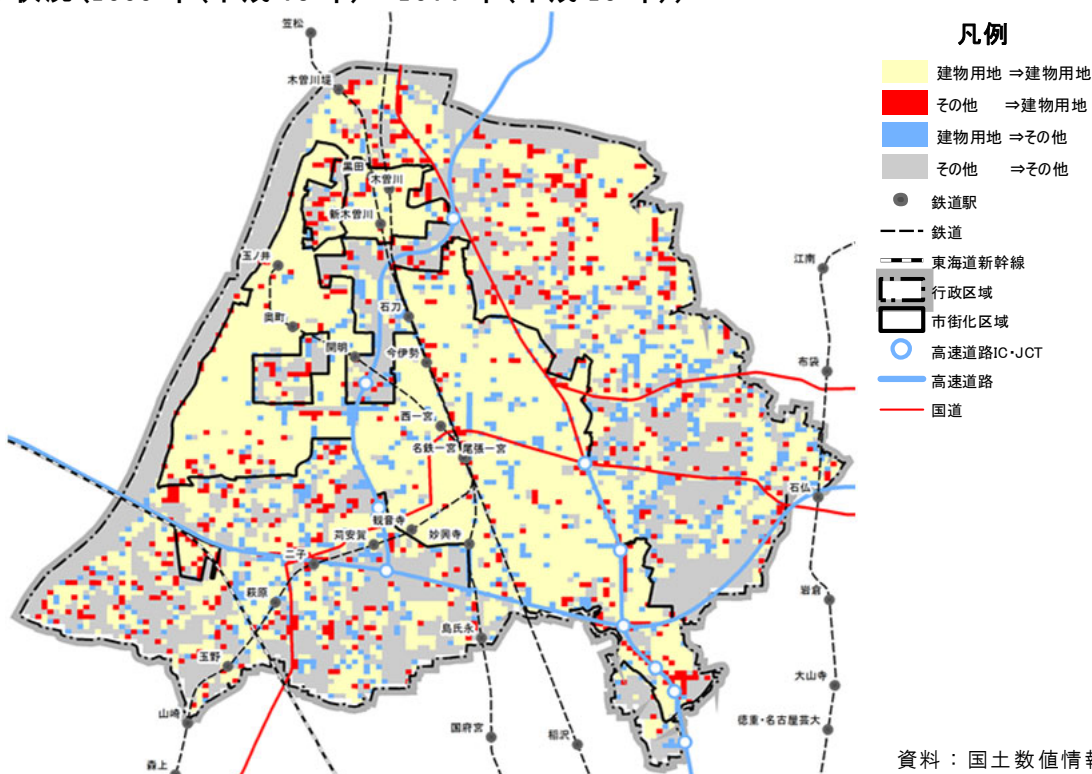 凡例
建物用地 ⇒建物用地
その他 ⇒建物用地
建物用地 ⇒その他
その他 ⇒その他
鉄道駅
鉄道
東海道新幹線
行政区域
市街化区域
高速道路IC・JCT
高速道路
国道
笠松
木曽川堤
黒田
木曽川
新木曽川
玉ノ井
江南
石刀
奥町
開明
今伊勢
布袋
西一宮
名鉄一宮
尾張一宮
石仏
観音寺
苅安賀
妙興寺
二子
萩原
岩倉
島氏永
玉野
大山寺
山崎
国府宮
稲沢
徳重・名古屋芸大
森上
資料：国土数値情